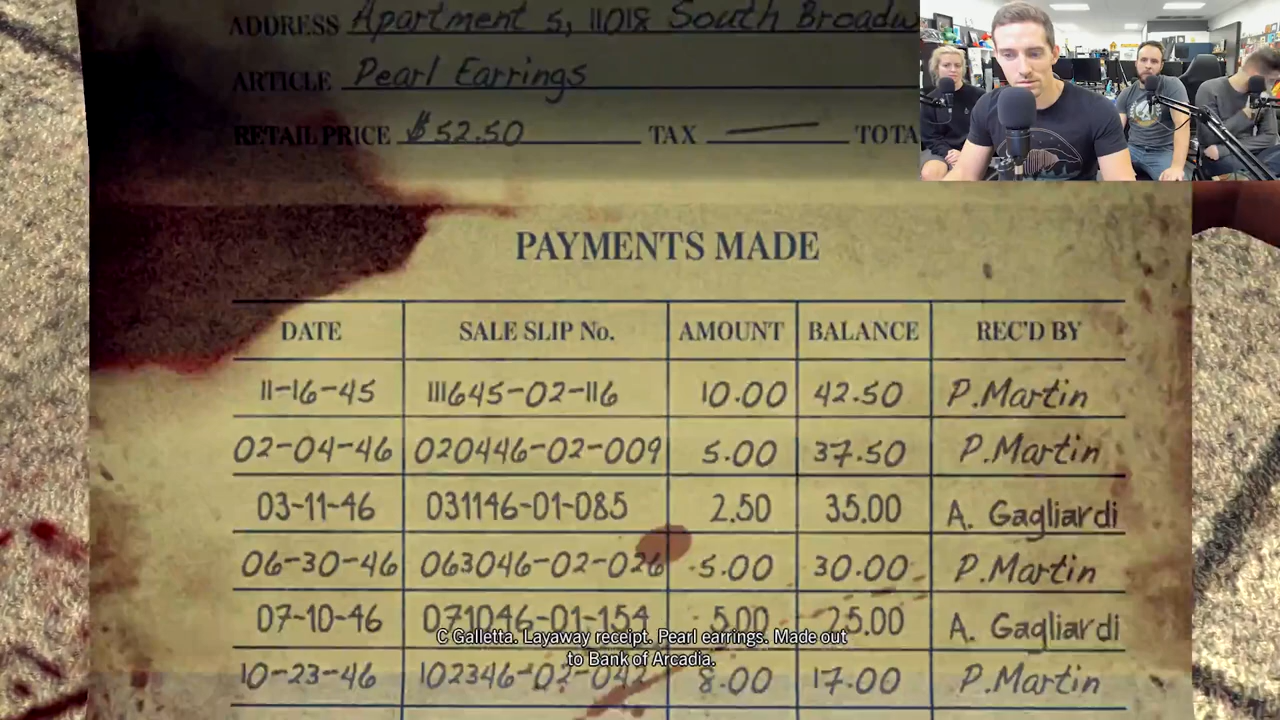 ADDRESS Apartment 5, 11018 South Broadw
ARTICLE Pearl Earrings
RETAIL PRICE $52.50 TAX — TOTA
PAYMENTS MADE
DATE SALE SLIP No. AMOUNT BALANCE REC'D BY
11-16-45 111645-02-116 10.00 42.50 P.Martin
02-04-46 020446-02-009 5.00 37.50 P.Martin
03-11-46 031146-01-085 2.50 35.00 A. Gagliardi
06-30-46 063046-02-026 5.00 30.00 P.Martin
07-10-46 071046-01-154 5.00 25.00 A. Gagliardi
C Galletta. Layaway receipt. Pearl earrings. Made out
to Bank of Arcadia.
10-23-46 102346-02-042 8.00 17.00 P.Martin